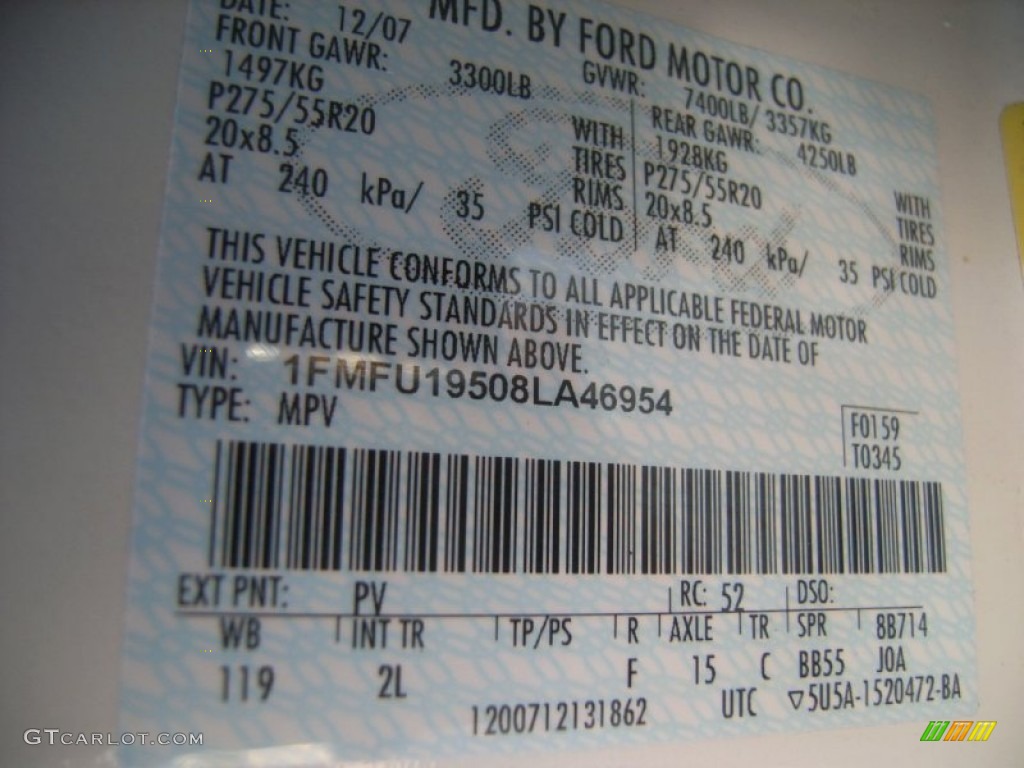 DATE: 12/07
MFD. BY FORD MOTOR CO.
FRONT GAWR: 3300LB
1497KG
P275/55R20 WITH TIRES
20x8.5 RIMS
AT 240 kPa/ 35 PSI COLD
GVWR: 7400LB/ 3357KG
REAR GAWR: 4250LB
1928KG WITH
P275/55R20 TIRES
20x8.5 RIMS
AT 240 kPa/ 35 PSI COLD
THIS VEHICLE CONFORMS TO ALL APPLICABLE FEDERAL MOTOR
VEHICLE SAFETY STANDARDS IN EFFECT ON THE DATE OF
MANUFACTURE SHOWN ABOVE.
VIN: 1FMFU19508LA46954
TYPE: MPV
F0159
T0345
EXT PNT: PV RC: 52 DSO:
WB INT TR TP/PS R AXLE TR SPR 8B714
119 2L F 15 C BB55 J0A
1200712131862 UTC ▽5U5A-1520472-BA
GTCARLOT.COM